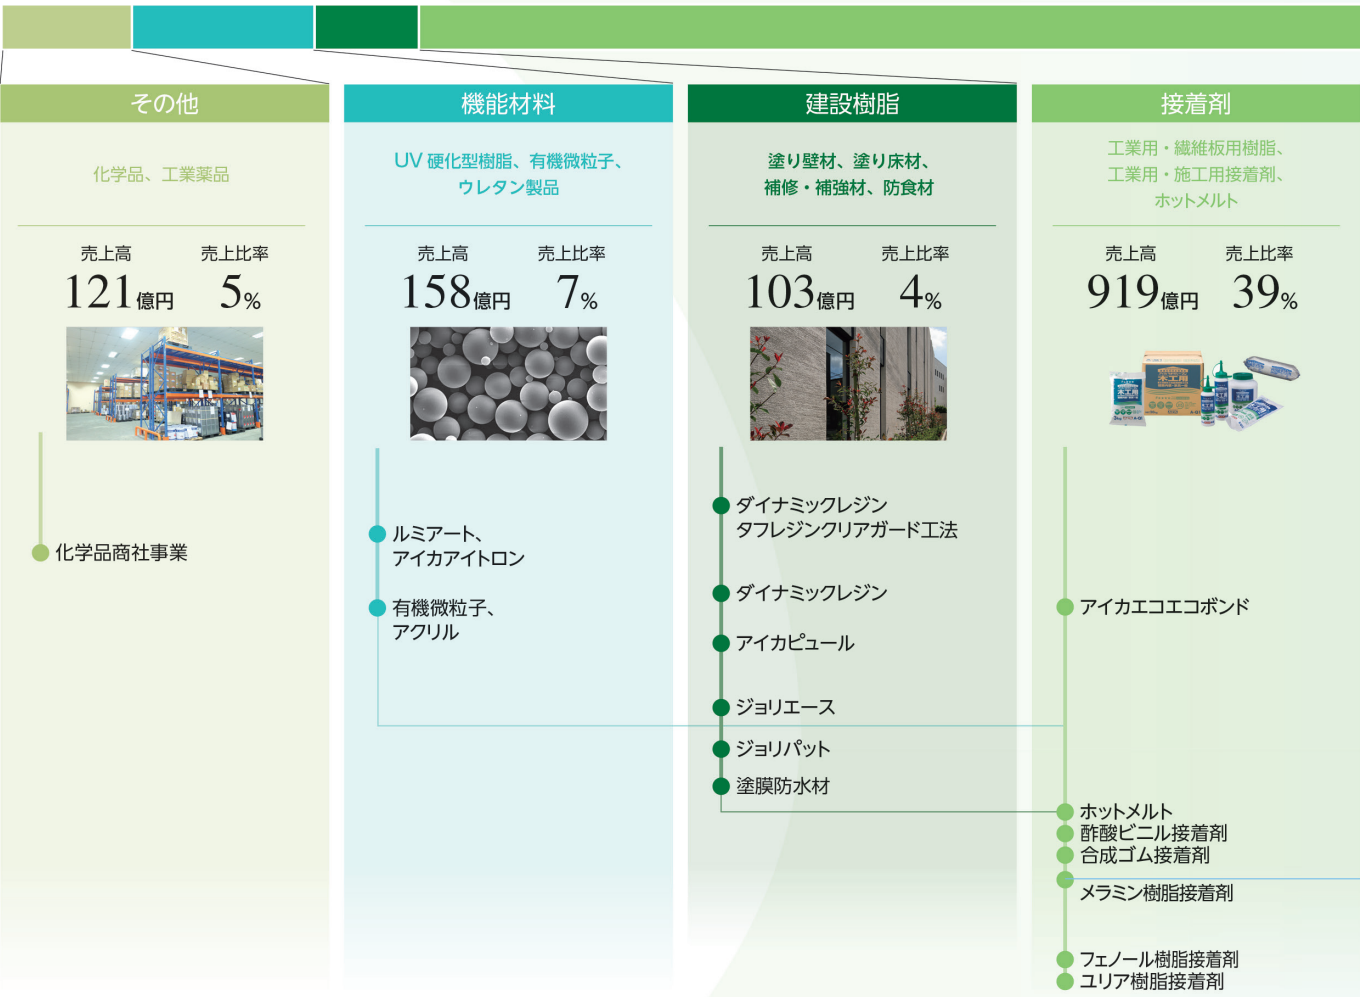 その他
化学品、工業薬品
売上高 売上比率
121億円 5%
化学品商社事業
機能材料
UV 硬化型樹脂、有機微粒子、
ウレタン製品
売上高 売上比率
158億円 7%
ルミアート、
アイカアイトロン
有機微粒子、
アクリル
建設樹脂
塗り壁材、塗り床材、
補修・補強材、防食材
売上高 売上比率
103億円 4%
ダイナミックレジン
タフレジンクリアガード工法
ダイナミックレジン
アイカピュール
ジョリエース
ジョリパット
塗膜防水材
接着剤
工業用・繊維板用樹脂、
工業用・施工用接着剤、
ホットメルト
売上高 売上比率
919億円 39%
木工用
木工用
アイカエコエコボンド
ホットメルト
酢酸ビニル接着剤
合成ゴム接着剤
メラミン樹脂接着剤
フェノール樹脂接着剤
ユリア樹脂接着剤